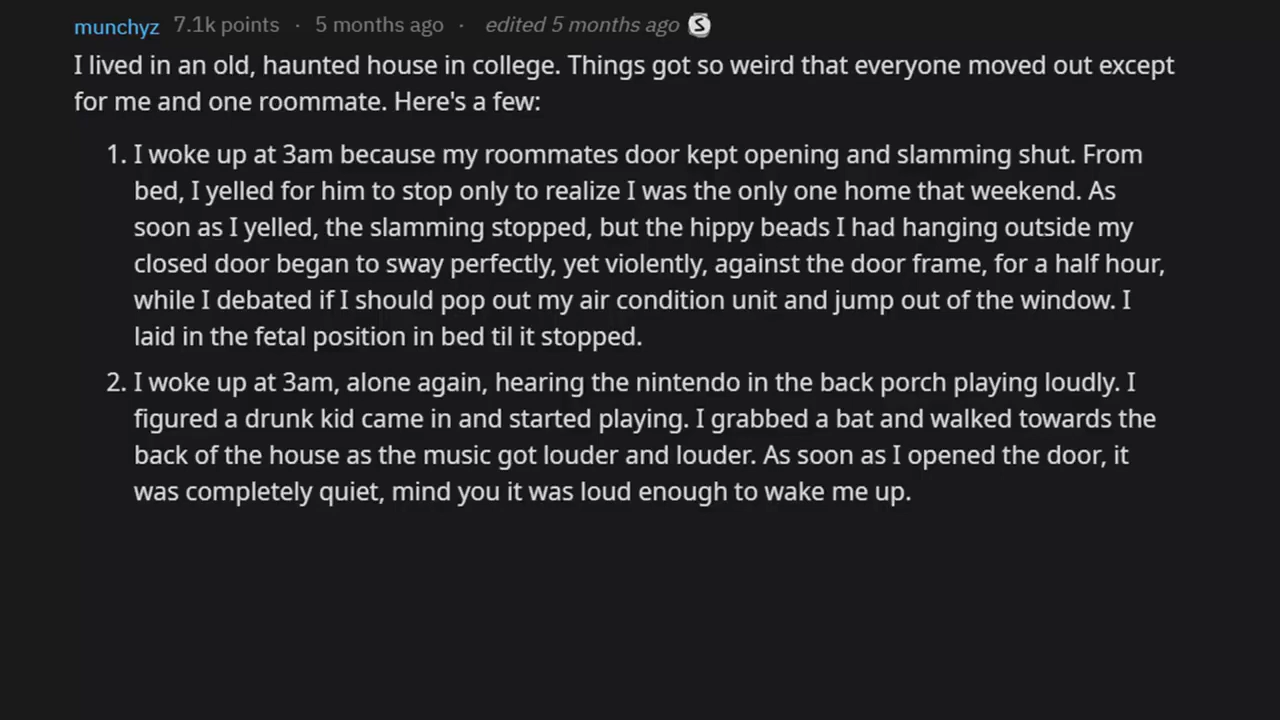 munchyz 7.1k points · 5 months ago · edited 5 months ago S
I lived in an old, haunted house in college. Things got so weird that everyone moved out except
for me and one roommate. Here's a few:
1. I woke up at 3am because my roommates door kept opening and slamming shut. From
bed, I yelled for him to stop only to realize I was the only one home that weekend. As
soon as I yelled, the slamming stopped, but the hippy beads I had hanging outside my
closed door began to sway perfectly, yet violently, against the door frame, for a half hour,
while I debated if I should pop out my air condition unit and jump out of the window. I
laid in the fetal position in bed til it stopped.
2. I woke up at 3am, alone again, hearing the nintendo in the back porch playing loudly. I
figured a drunk kid came in and started playing. I grabbed a bat and walked towards the
back of the house as the music got louder and louder. As soon as I opened the door, it
was completely quiet, mind you it was loud enough to wake me up.